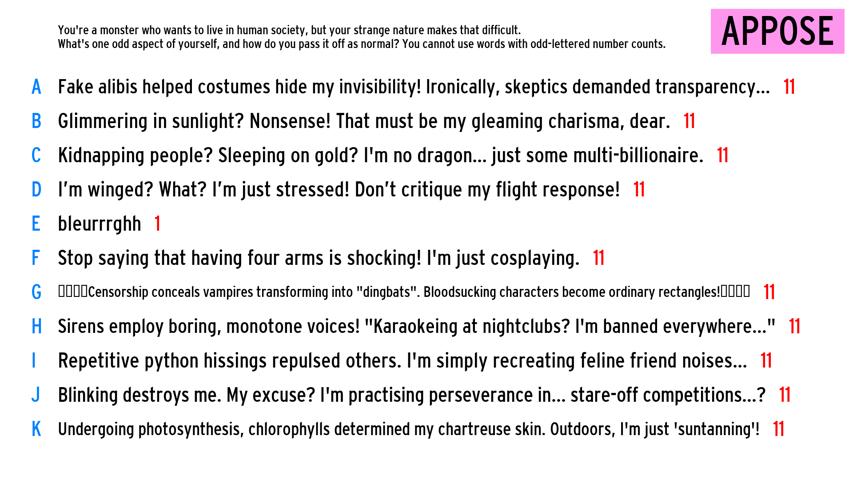 You're a monster who wants to live in human society, but your strange nature makes that difficult.
What's one odd aspect of yourself, and how do you pass it off as normal? You cannot use words with odd-lettered number counts.
APPOSE
A Fake alibis helped costumes hide my invisibility! Ironically, skeptics demanded transparency... 11
B Glimmering in sunlight? Nonsense! That must be my gleaming charisma, dear. 11
C Kidnapping people? Sleeping on gold? I'm no dragon... just some multi-billionaire. 11
D I'm winged? What? I'm just stressed! Don't critique my flight response! 11
E bleurrrghh 1
F Stop saying that having four arms is shocking! I'm just cosplaying. 11
G ▯▯▯▯Censorship conceals vampires transforming into "dingbats". Bloodsucking characters become ordinary rectangles!▯▯▯▯ 11
H Sirens employ boring, monotone voices! "Karaokeing at nightclubs? I'm banned everywhere..." 11
I Repetitive python hissings repulsed others. I'm simply recreating feline friend noises... 11
J Blinking destroys me. My excuse? I'm practising perseverance in... stare-off competitions...? 11
K Undergoing photosynthesis, chlorophylls determined my chartreuse skin. Outdoors, I'm just 'suntanning'! 11